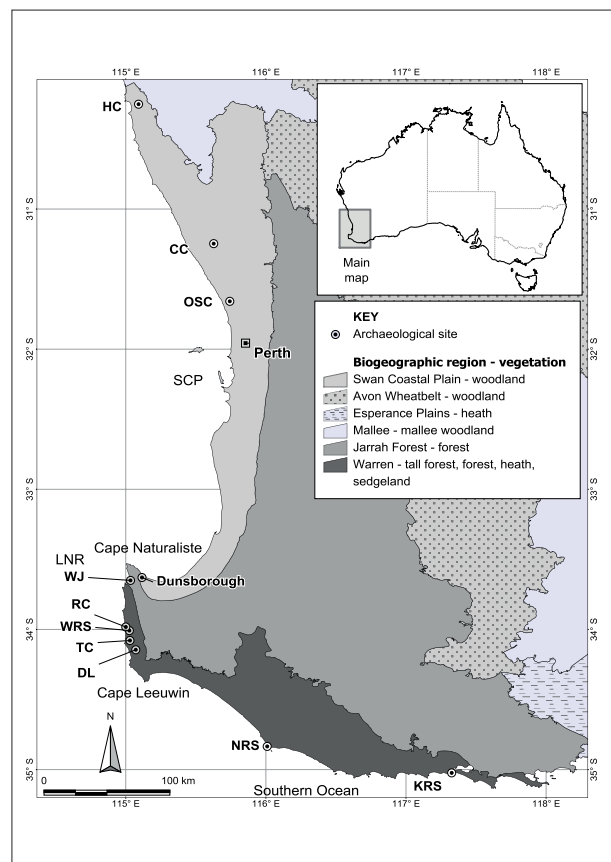 115° E
116° E
117° E
118° E
HC
31° S
31° S
CC
OSC
32° S
32° S
Perth
SCP
Main
map
KEY
Archaeological site
Biogeographic region - vegetation
Swan Coastal Plain - woodland
Avon Wheatbelt - woodland
Esperance Plains - heath
Mallee - mallee woodland
Jarrah Forest - forest
Warren - tall forest, forest, heath,
sedgeland
33° S
33° S
Cape Naturaliste
LNR
WJ
Dunsborough
RC
WRS
TC
DL
34° S
34° S
Cape Leeuwin
N
NRS
KRS
35° S
35° S
0
100 km
Southern Ocean
115° E
116° E
117° E
118° E